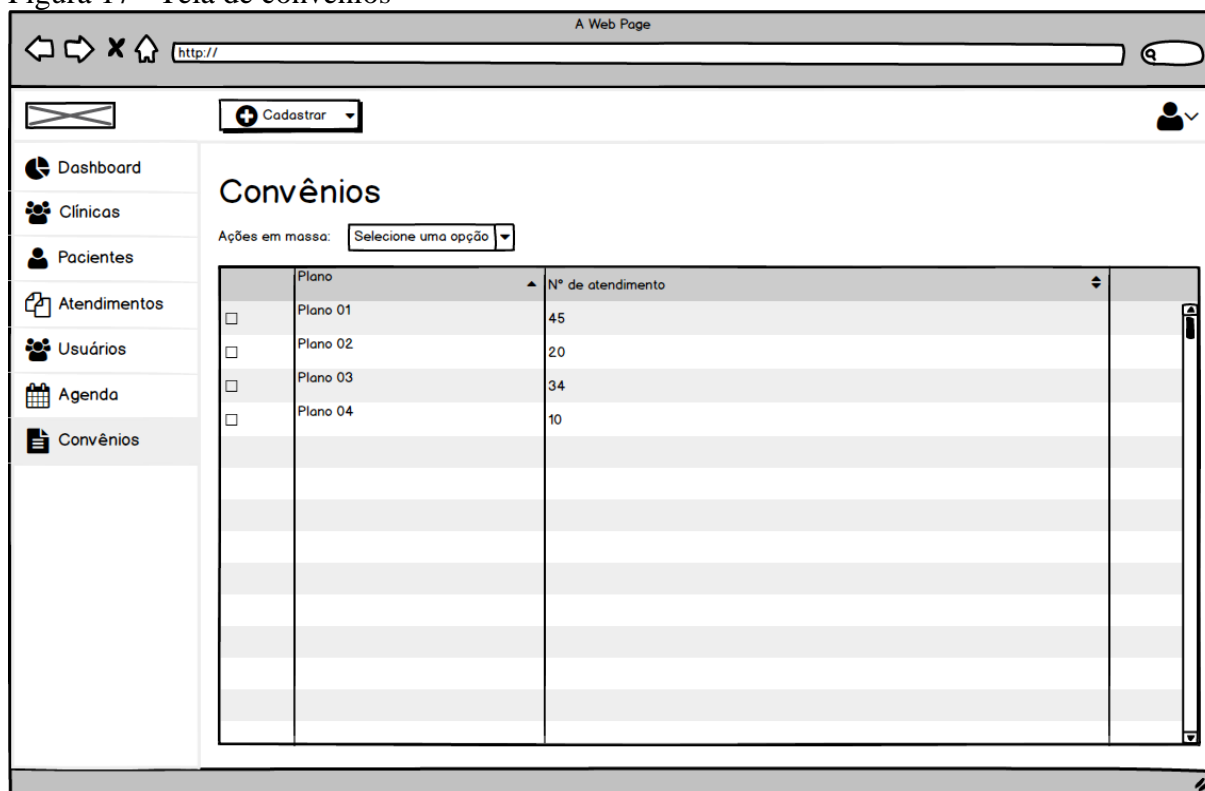 Figura 17 - Tela de convênios
A Web Page
http://
Cadastrar
Dashboard
Clínicas
Pacientes
Atendimentos
Usuários
Agenda
Convênios
Convênios
Ações em massa: Selecione uma opção
Plano N° de atendimento
Plano 01 45
Plano 02 20
Plano 03 34
Plano 04 10